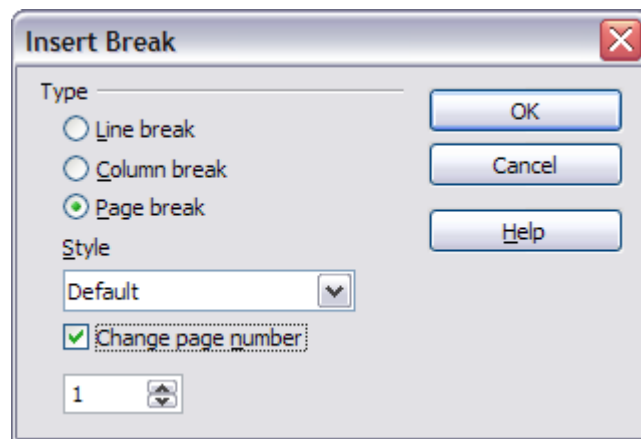 Insert Break
Type
Line break
Column break
Page break
Style
Default
Change page number
1
OK
Cancel
Help